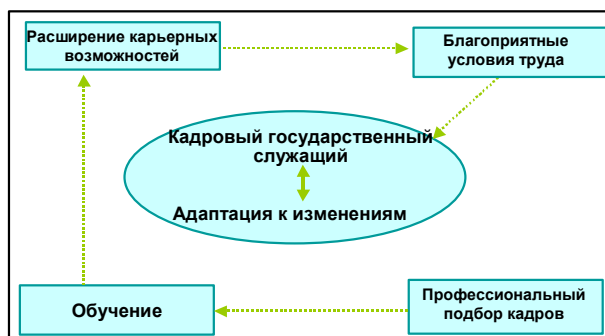 Расширение карьерных
возможностей
Благоприятные
условия труда
Кадровый государственный
служащий
Адаптация к изменениям
Обучение
Профессиональный
подбор кадров